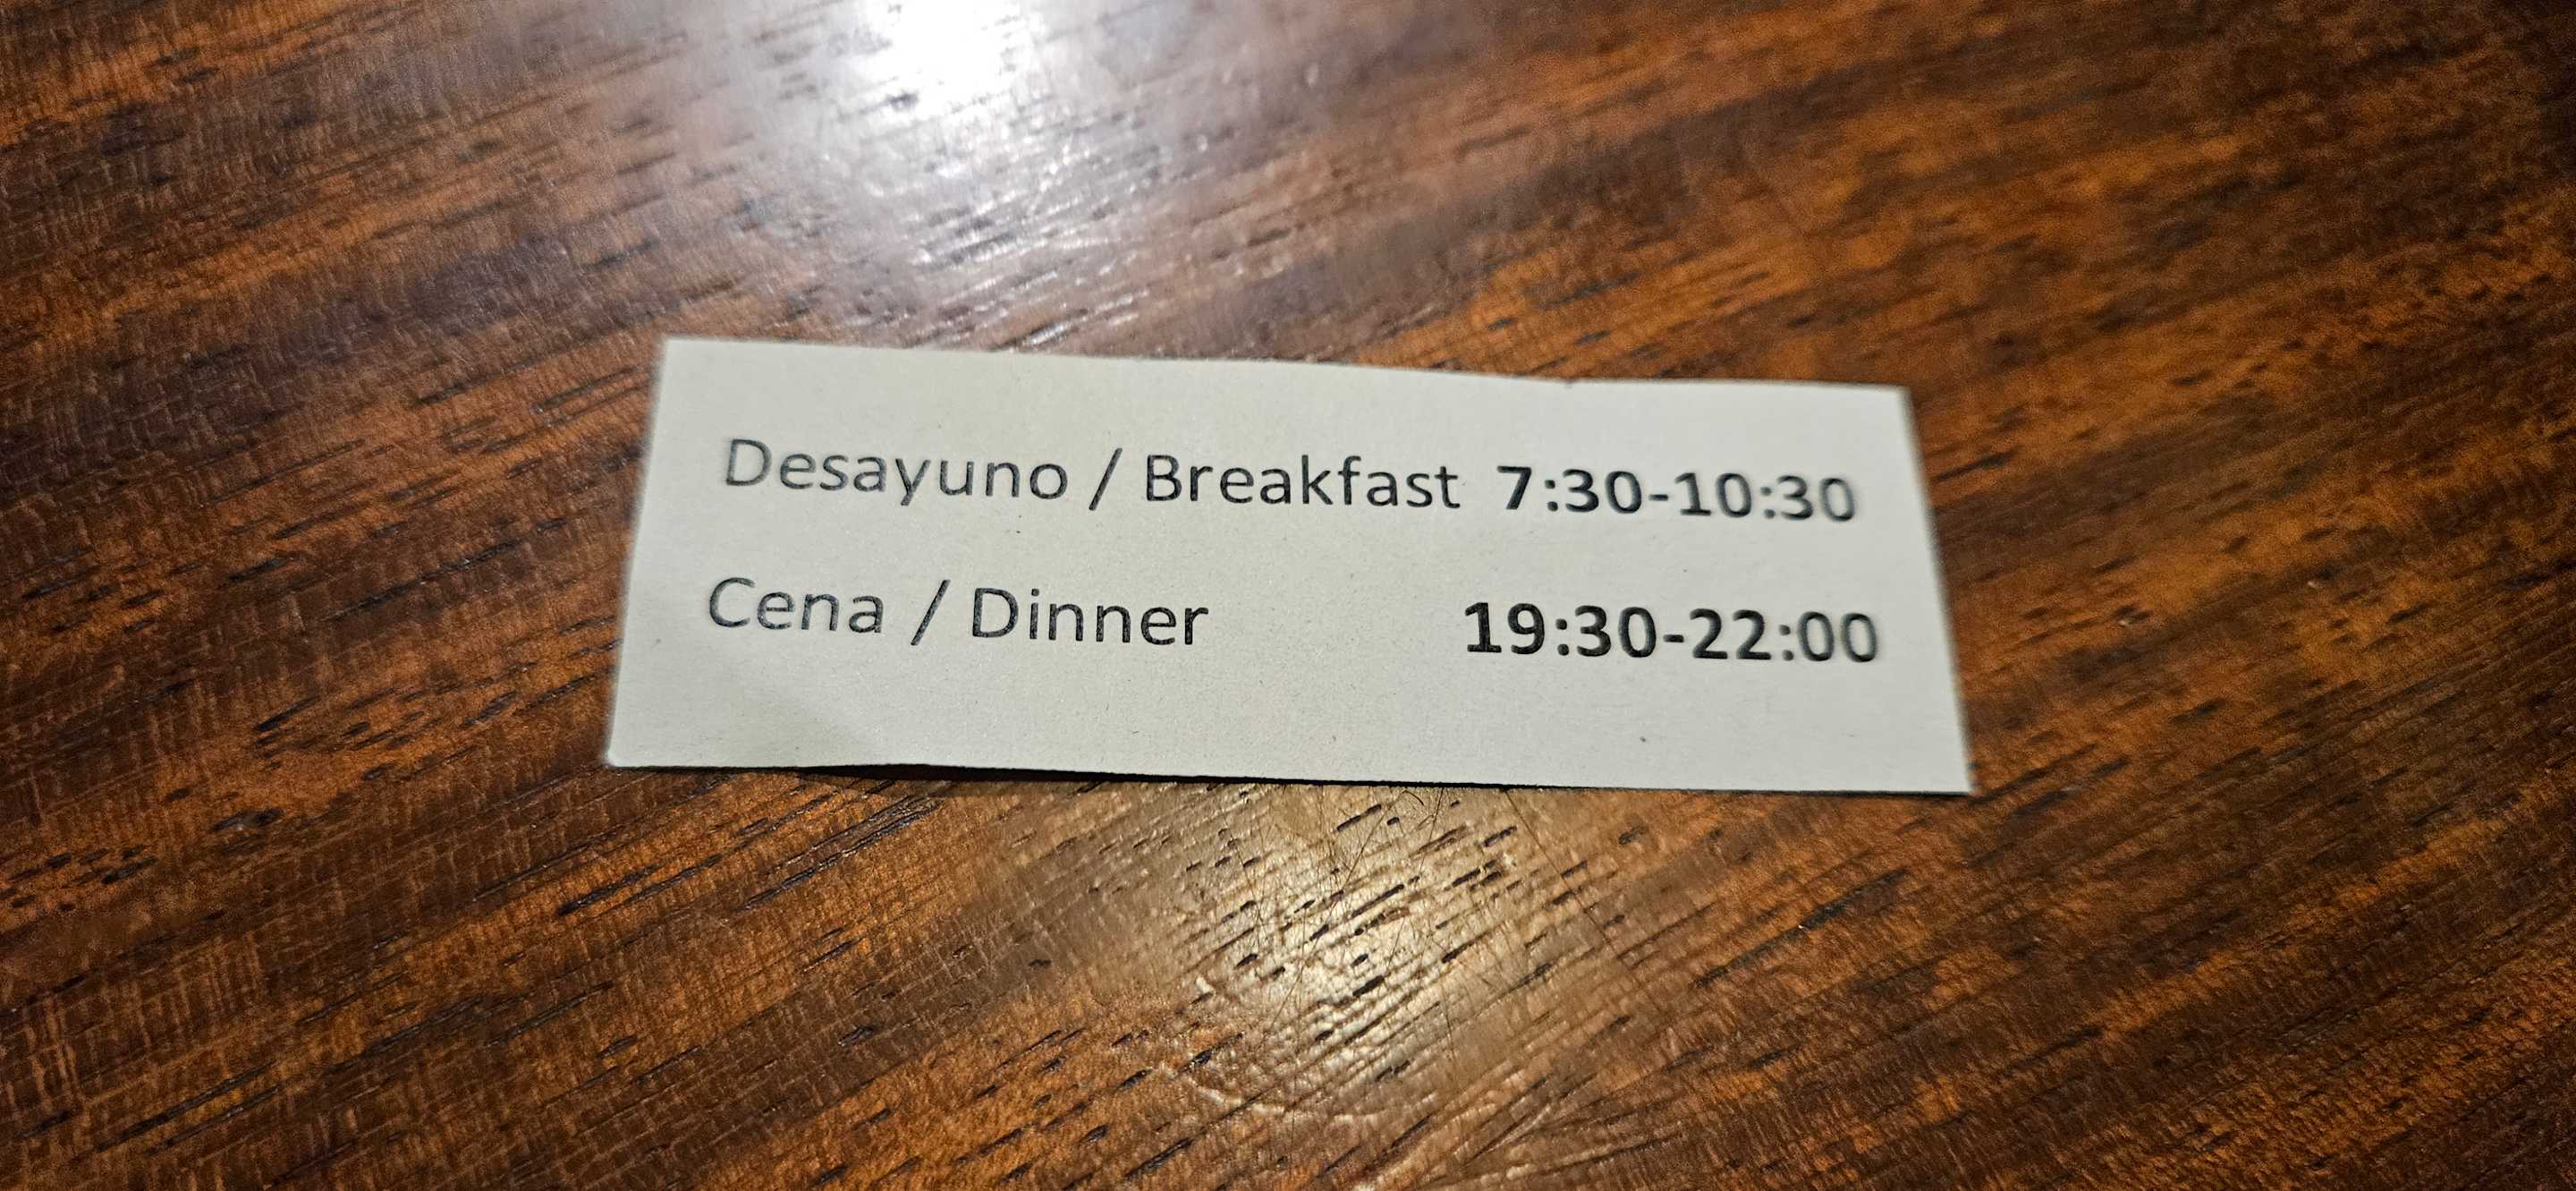 Desayuno / Breakfast 7:30-10:30
Cena / Dinner 19:30-22:00